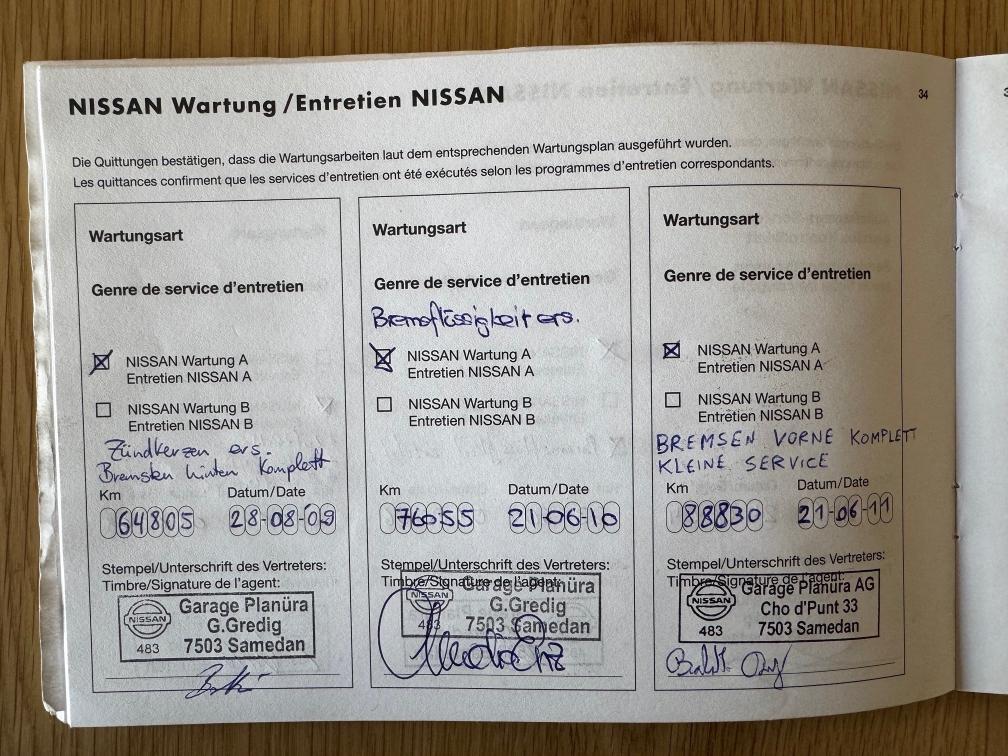 NISSAN Wartung /Entretien NISSAN
34
Die Quittungen bestätigen, dass die Wartungsarbeiten laut dem entsprechenden Wartungsplan ausgeführt wurden.
Les quittances confirment que les services d'entretien ont été exécutés selon les programmes d'entretien correspondants.
Wartungsart
Genre de service d'entretien
NISSAN Wartung A
Entretien NISSAN A
NISSAN Wartung B
Entretien NISSAN B
Zündkerzen ers.
Bremsken hinten Komplett
Km
Datum/Date
64805
28-08-09
Stempel/Unterschrift des Vertreters:
Timbre/Signature de l'agent:
NISSAN
483
Garage Planüra
G.Gredig
7503 Samedan
Wartungsart
Genre de service d'entretien
Bremsflüssigkeit ers.
NISSAN Wartung A
Entretien NISSAN A
NISSAN Wartung B
Entretien NISSAN B
Km
Datum/Date
76055
21-06-10
Stempel/Unterschrift des Vertreters:
Timbre/Signature de l'agent:
NISSAN
483
Garage Planüra
G.Gredig
7503 Samedan
Wartungsart
Genre de service d'entretien
NISSAN Wartung A
Entretien NISSAN A
NISSAN Wartung B
Entretien NISSAN B
BREMSEN VORNE KOMPLETT
KLEINE SERVICE
Km
Datum/Date
88830
21-06-11
Stempel/Unterschrift des Vertreters:
Timbre/Signature de l'agent:
NISSAN
483
Garage Planüra AG
Cho d'Punt 33
7503 Samedan